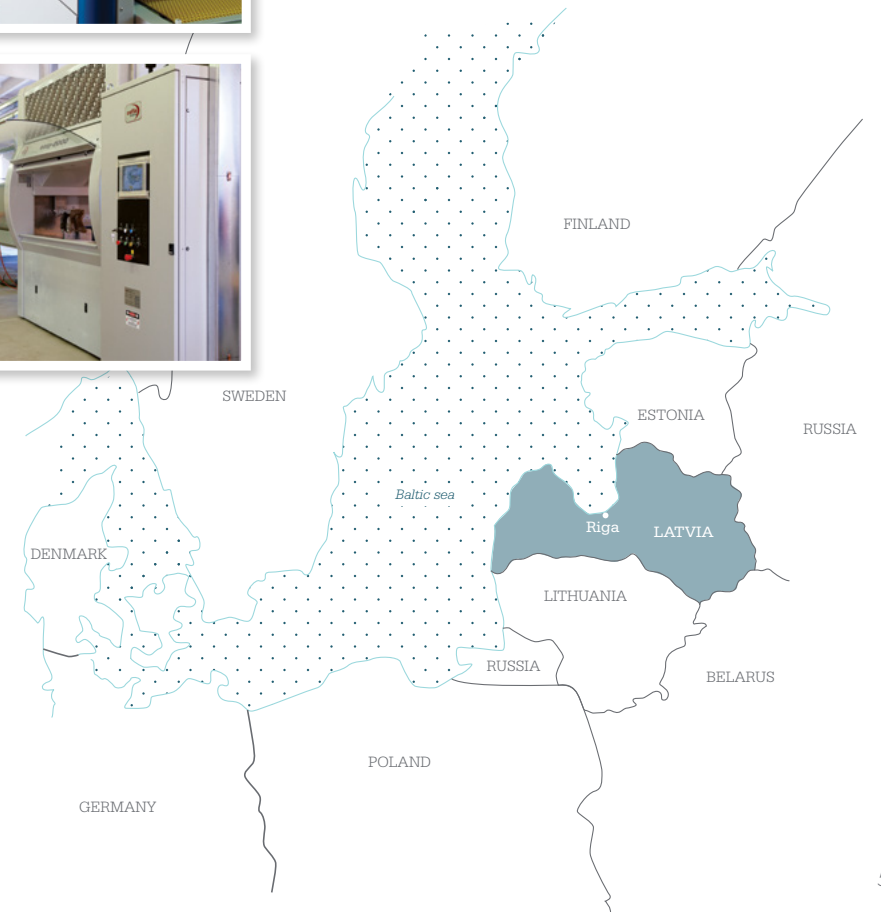 FINLAND
SWEDEN
ESTONIA
RUSSIA
Baltic sea
Riga
LATVIA
DENMARK
LITHUANIA
RUSSIA
BELARUS
POLAND
GERMANY